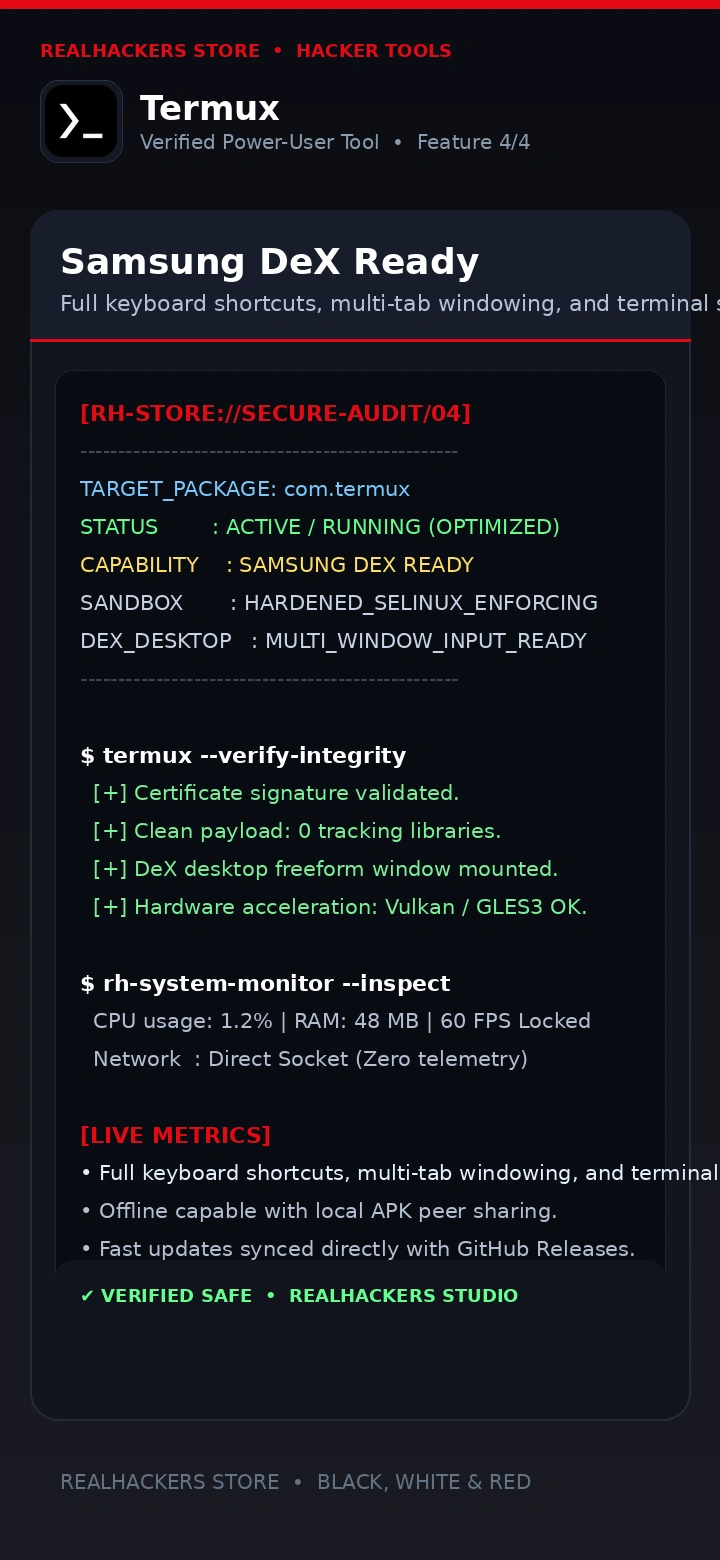 REALHACKERS STORE • HACKER TOOLS
Termux
Verified Power-User Tool • Feature 4/4
Samsung DeX Ready
Full keyboard shortcuts, multi-tab windowing, and terminal
[RH-STORE://SECURE-AUDIT/04]
--------------------------------------------------
TARGET_PACKAGE: com.termux
STATUS : ACTIVE / RUNNING (OPTIMIZED)
CAPABILITY : SAMSUNG DEX READY
SANDBOX : HARDENED_SELINUX_ENFORCING
DEX_DESKTOP : MULTI_WINDOW_INPUT_READY
--------------------------------------------------
$ termux --verify-integrity
[+] Certificate signature validated.
[+] Clean payload: 0 tracking libraries.
[+] DeX desktop freeform window mounted.
[+] Hardware acceleration: Vulkan / GLES3 OK.
$ rh-system-monitor --inspect
CPU usage: 1.2% | RAM: 48 MB | 60 FPS Locked
Network : Direct Socket (Zero telemetry)
[LIVE METRICS]
• Full keyboard shortcuts, multi-tab windowing, and terminal
• Offline capable with local APK peer sharing.
• Fast updates synced directly with GitHub Releases.
✔ VERIFIED SAFE • REALHACKERS STUDIO
REALHACKERS STORE • BLACK, WHITE & RED